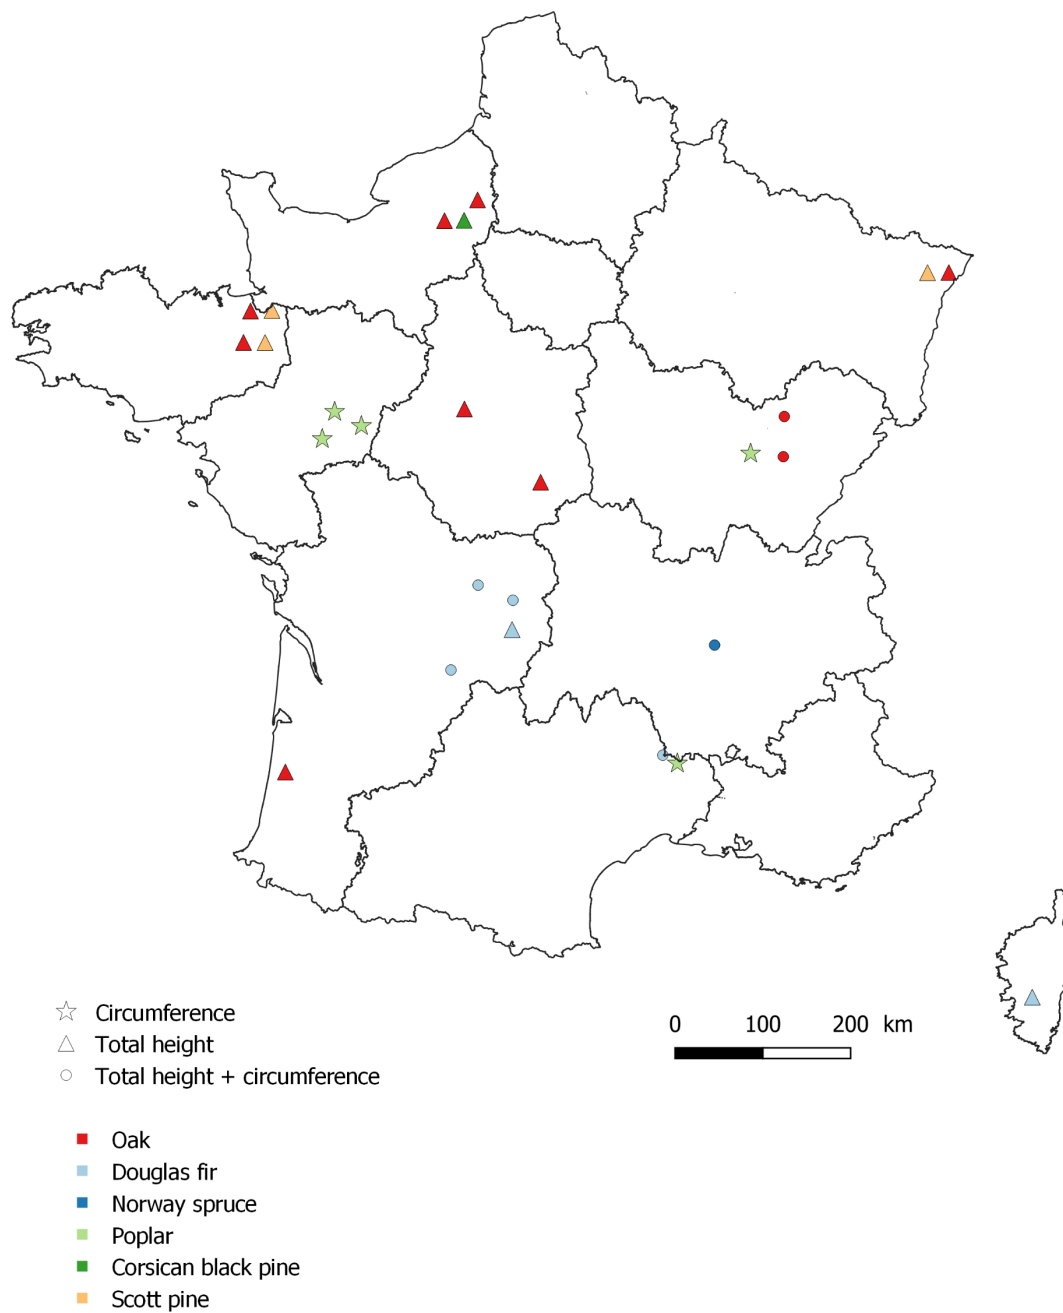 Circumference
Total height
Total height + circumference
0 100 200 km
Oak
Douglas fir
Norway spruce
Poplar
Corsican black pine
Scott pine